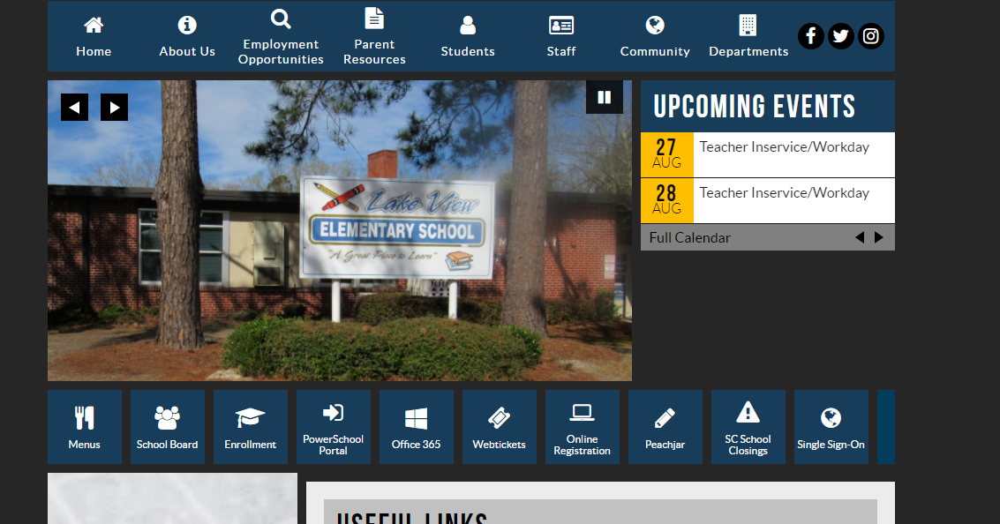 Home
About Us
Employment
Opportunities
Parent
Resources
Students
Staff
Community
Departments
Lake View
ELEMENTARY SCHOOL
"A Great Place to Learn"
UPCOMING EVENTS
27
AUG
Teacher Inservice/Workday
28
AUG
Teacher Inservice/Workday
Full Calendar
Menus
School Board
Enrollment
PowerSchool
Portal
Office 365
Webtickets
Online
Registration
Peachjar
SC School
Closings
Single Sign-On
USEFUL LINKS